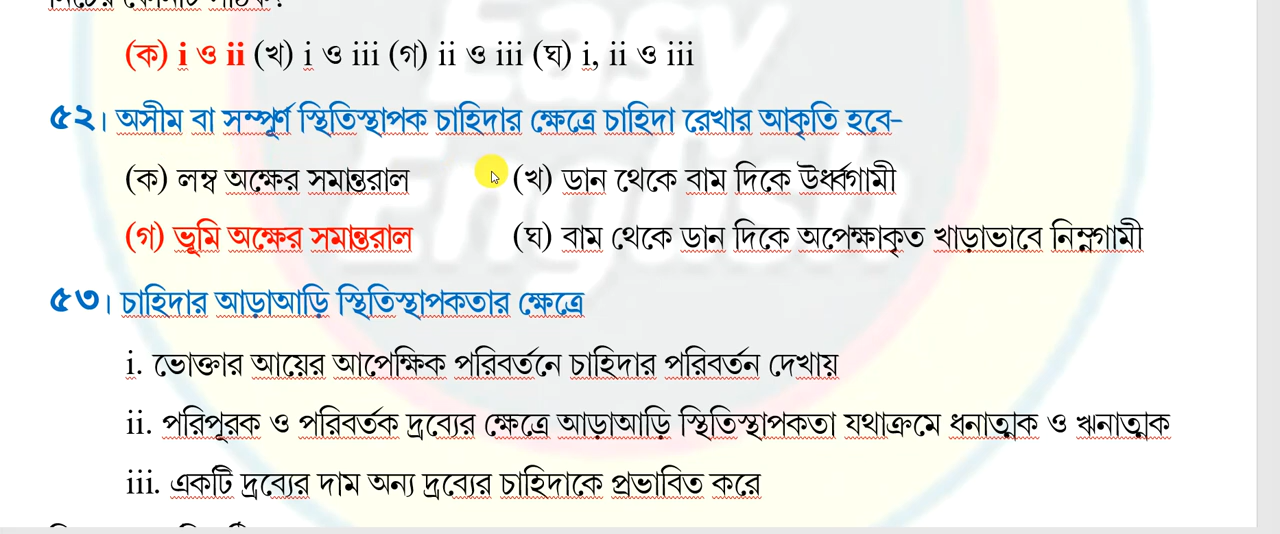 (ক) i ও ii (খ) i ও iii (গ) ii ও iii (ঘ) i, ii ও iii
৫২। অসীম বা সম্পূর্ণ স্থিতিস্থাপক চাহিদার ক্ষেত্রে চাহিদা রেখার আকৃতি হবে-
(ক) লম্ব অক্ষের সমান্তরাল (খ) ডান থেকে বাম দিকে উর্ধ্বগামী
(গ) ভূমি অক্ষের সমান্তরাল (ঘ) বাম থেকে ডান দিকে অপেক্ষাকৃত খাড়াভাবে নিম্নগামী
৫৩। চাহিদার আড়াআড়ি স্থিতিস্থাপকতার ক্ষেত্রে
i. ভোক্তার আয়ের আপেক্ষিক পরিবর্তনে চাহিদার পরিবর্তন দেখায়
ii. পরিপূরক ও পরিবর্তক দ্রব্যের ক্ষেত্রে আড়াআড়ি স্থিতিস্থাপকতা যথাক্রমে ধনাত্মক ও ঋনাত্মক
iii. একটি দ্রব্যের দাম অন্য দ্রব্যের চাহিদাকে প্রভাবিত করে
Easy
English